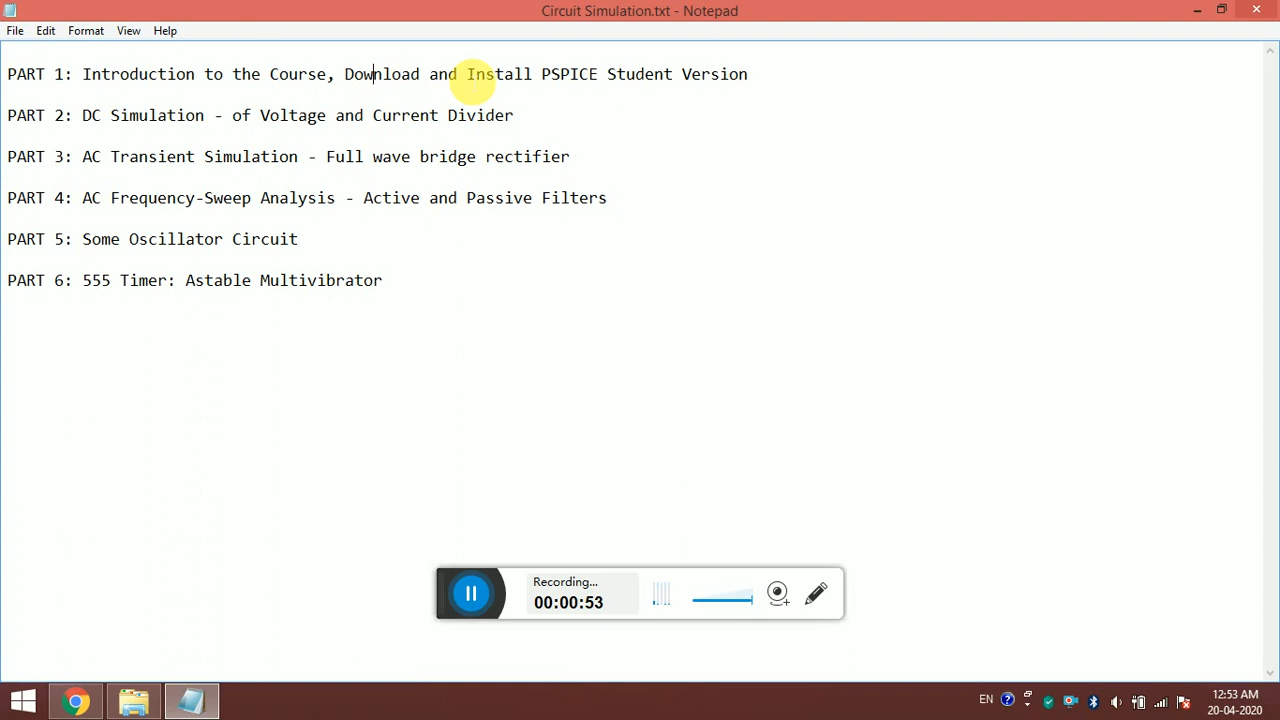 Circuit Simulation.txt - Notepad
File Edit Format View Help
PART 1: Introduction to the Course, Download and Install PSPICE Student Version
PART 2: DC Simulation - of Voltage and Current Divider
PART 3: AC Transient Simulation - Full wave bridge rectifier
PART 4: AC Frequency-Sweep Analysis - Active and Passive Filters
PART 5: Some Oscillator Circuit
PART 6: 555 Timer: Astable Multivibrator
Recording...
00:00:53
EN
12:53 AM
20-04-2020